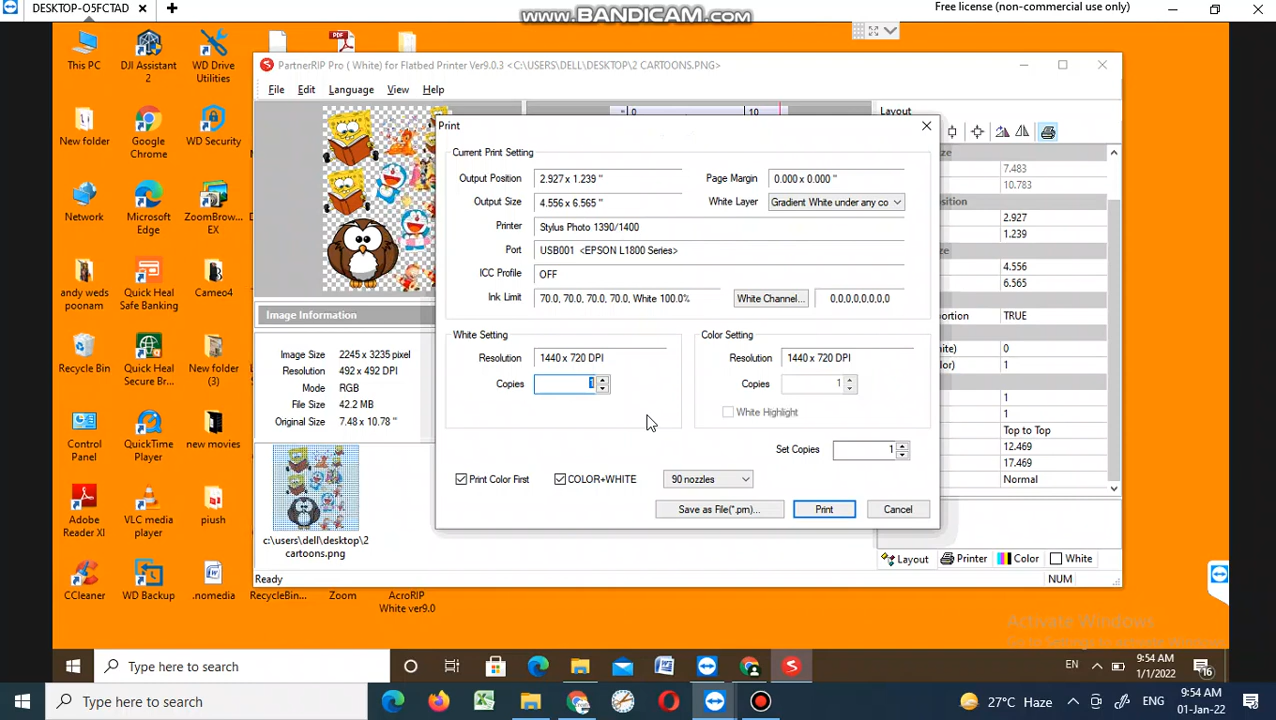 DESKTOP-O5FCTAD
www.BANDICAM.com
Free license (non-commercial use only)
This PC
DJI Assistant 2
WD Drive Utilities
New folder
Google Chrome
WD Security
Network
Microsoft Edge
ZoomBrow... EX
andy weds poonam
Quick Heal Safe Banking
Cameo4
Recycle Bin
Quick Heal Secure Br...
New folder (3)
Control Panel
QuickTime Player
new movies
Adobe Reader XI
VLC media player
piush
CCleaner
WD Backup
.nomedia
RecycleBin...
Zoom
AcroRIP White ver9.0
PartnerRiP Pro ( White) for Flatbed Printer Ver9.0.3 <C:\USERS\DELL\DESKTOP\2 CARTOONS.PNG>
File Edit Language View Help
0 10
Image Information
Image Size 2245 x 3235 pixel
Resolution 492 x 492 DPI
Mode RGB
File Size 42.2 MB
Original Size 7.48 x 10.78 "
c:\users\dell\desktop\2 cartoons.png
Ready
Print
Current Print Setting
Output Position 2.927 x 1.239 " Page Margin 0.000 x 0.000 "
Output Size 4.556 x 6.565 " White Layer Gradient White under any co
Printer Stylus Photo 1390/1400
Port USB001 <EPSON L1800 Series>
ICC Profile OFF
Ink Limit 70.0, 70.0, 70.0, 70.0, White 100.0% White Channel... 0,0,0,0,0,0,0,0
White Setting Color Setting
Resolution 1440 x 720 DPI Resolution 1440 x 720 DPI
Copies 1 Copies 1
White Highlight
Set Copies 1
Print Color First COLOR+WHITE 90 nozzles
Save as File(*.prn)... Print Cancel
Layout
7.483
10.783
2.927
1.239
4.556
6.565
TRUE
0
1
1
1
Top to Top
12.469
17.469
Normal
Layout Printer Color White
NUM
Activate Windows
Type here to search
EN
9:54 AM
1/1/2022
16
Type here to search
27°C Haze
ENG
9:54 AM
01-Jan-22